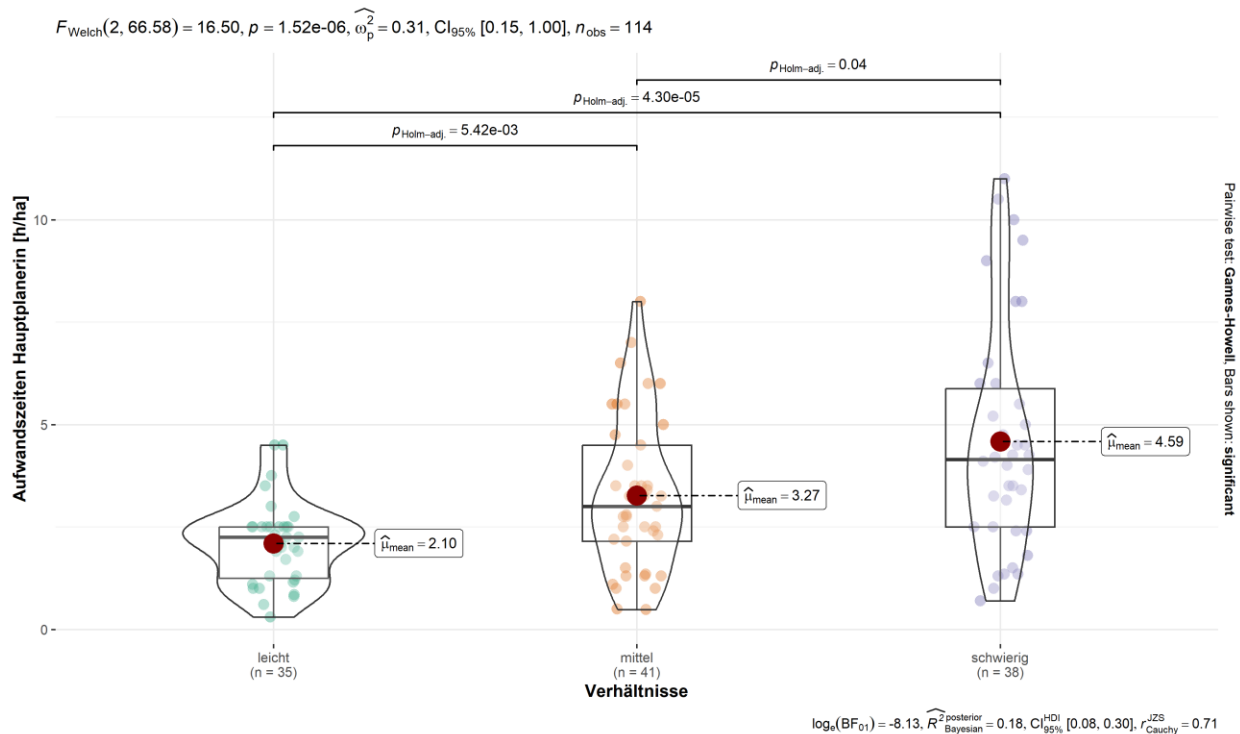 F_Welch(2, 66.58) = 16.50, p = 1.52e-06, ω̂²_p = 0.31, CI_95% [0.15, 1.00], n_obs = 114
p_Holm-adj. = 0.04
p_Holm-adj. = 4.30e-05
p_Holm-adj. = 5.42e-03
Aufwandszeiten Hauptplanerin [h/ha]
10
5
0
μ̂_mean = 2.10
μ̂_mean = 3.27
μ̂_mean = 4.59
Pairwise test: Games-Howell, Bars shown: significant
leicht
(n = 35)
mittel
(n = 41)
schwierig
(n = 38)
Verhältnisse
log_e(BF_01) = -8.13, R̂²_Bayesian^posterior = 0.18, CI_95%^HDI [0.08, 0.30], r_Cauchy^JZS = 0.71